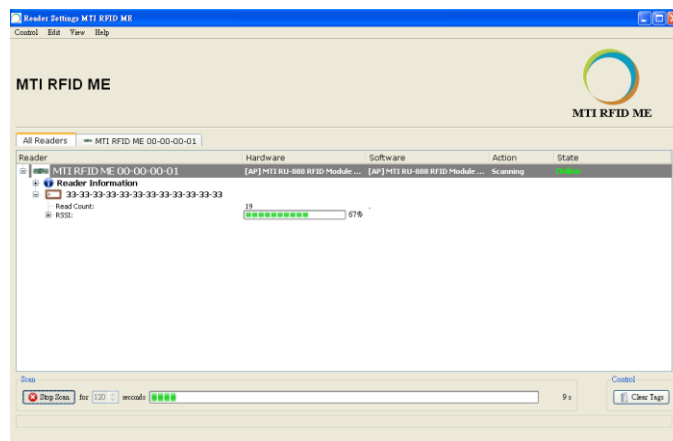 Reader Settings MTI RFID ME
Control Edit View Help
MTI RFID ME
MTI RFID ME
All Readers MTI RFID ME 00-00-00-01
Reader Hardware Software Action State
MTI RFID ME 00-00-00-01 [AP] MTI RU-888 RFID Module ... [AP] MTI RU-888 RFID Module ... Scanning Online
Reader Information
33-33-33-33-33-33-33-33-33-33-33-33
Read Count: 19 -
RSSI: 67%
Scan Control
Stop Scan for 120 seconds 9 s Clear Tags